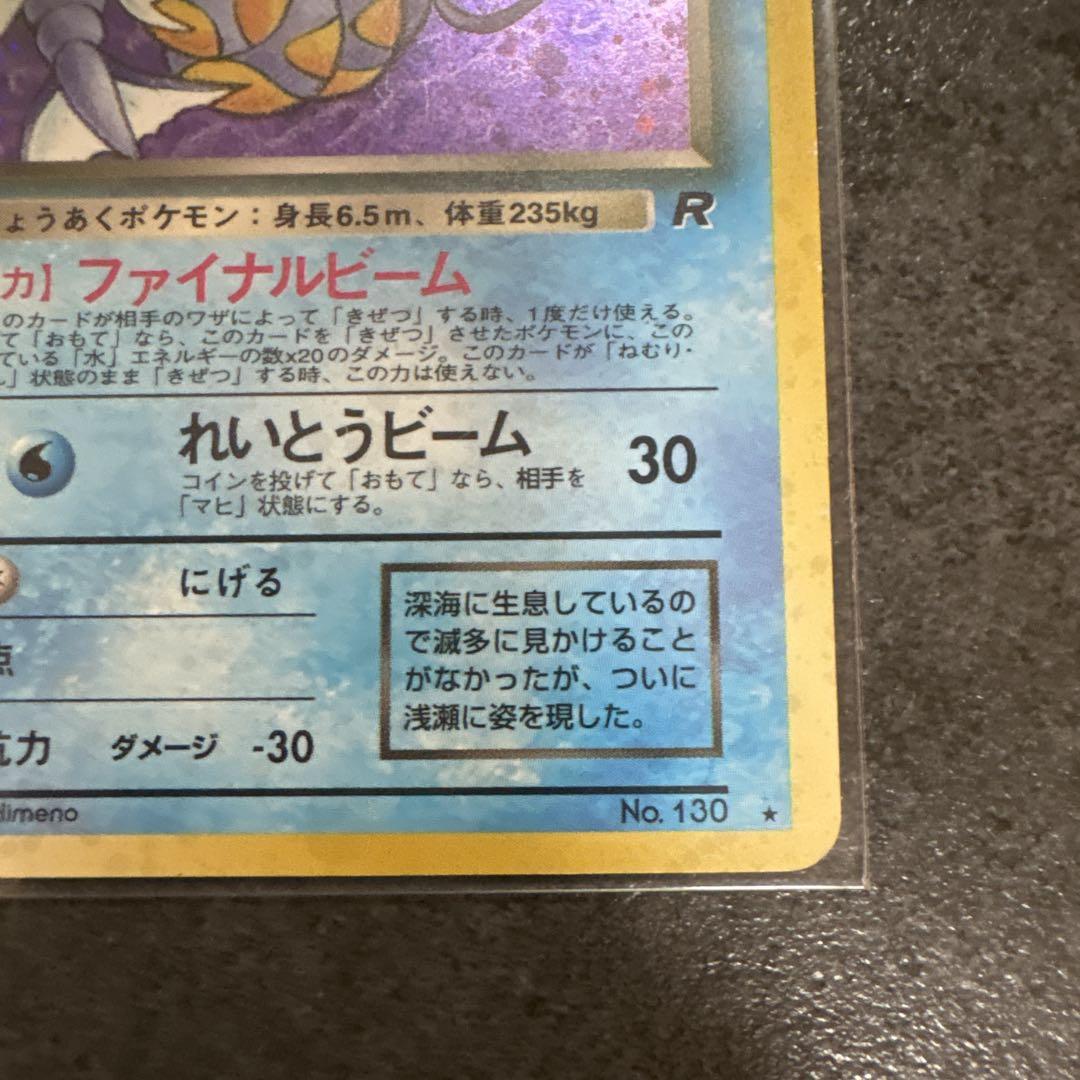 ょうあくポケモン：身長6.5m、体重235kg
R
力】ファイナルビーム
のカードが相手のワザによって「きぜつ」する時、1度だけ使える。
て「おもて」なら、このカードを「きぜつ」させたポケモンに、この
ている「水」エネルギーの数x20のダメージ。このカードが「ねむり・
」状態のまま「きぜつ」する時、この力は使えない。
れいとうビーム 30
コインを投げて「おもて」なら、相手を
「マヒ」状態にする。
にげる
点
抗力 ダメージ -30
深海に生息しているの
で滅多に見かけること
がなかったが、ついに
浅瀬に姿を現した。
Himeno
No. 130 ★